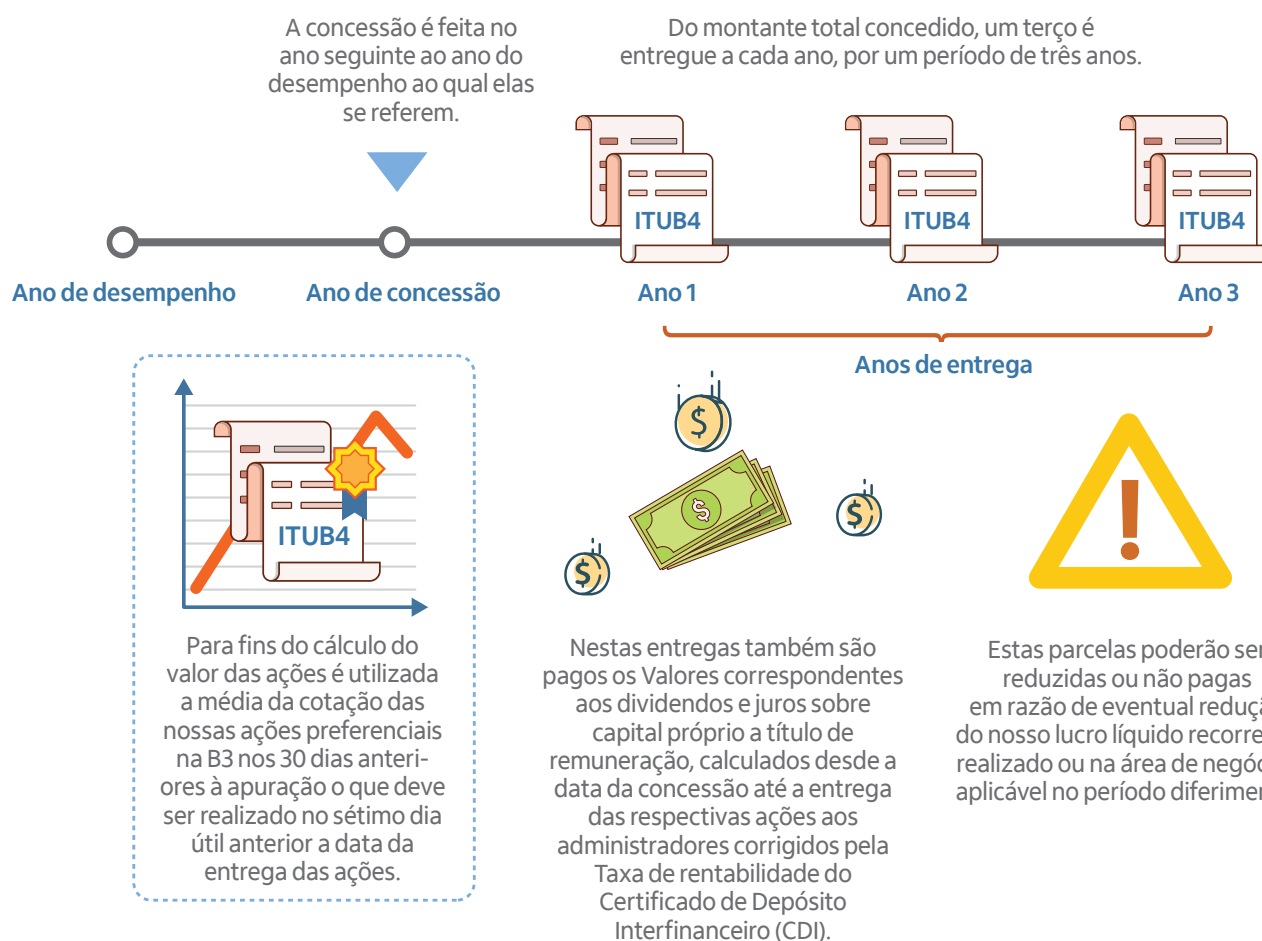 A concessão é feita no
ano seguinte ao ano do
desempenho ao qual elas
se referem.
Do montante total concedido, um terço é
entregue a cada ano, por um período de três anos.
ITUB4
ITUB4
ITUB4
Ano de desempenho
Ano de concessão
Ano 1
Ano 2
Ano 3
Anos de entrega
ITUB4
Para fins do cálculo do
valor das ações é utilizada
a média da cotação das
nossas ações preferenciais
na B3 nos 30 dias anteri-
ores à apuração o que deve
ser realizado no sétimo dia
útil anterior a data da
entrega das ações.
$
$
$
$
Nestas entregas também são
pagos os Valores correspondentes
aos dividendos e juros sobre
capital próprio a título de
remuneração, calculados desde a
data da concessão até a entrega
das respectivas ações aos
administradores corrigidos pela
Taxa de rentabilidade do
Certificado de Depósito
Interfinanceiro (CDI).
!
Estas parcelas poderão ser
reduzidas ou não pagas
em razão de eventual
do nosso lucro líquido
realizado ou na área de
aplicável no período